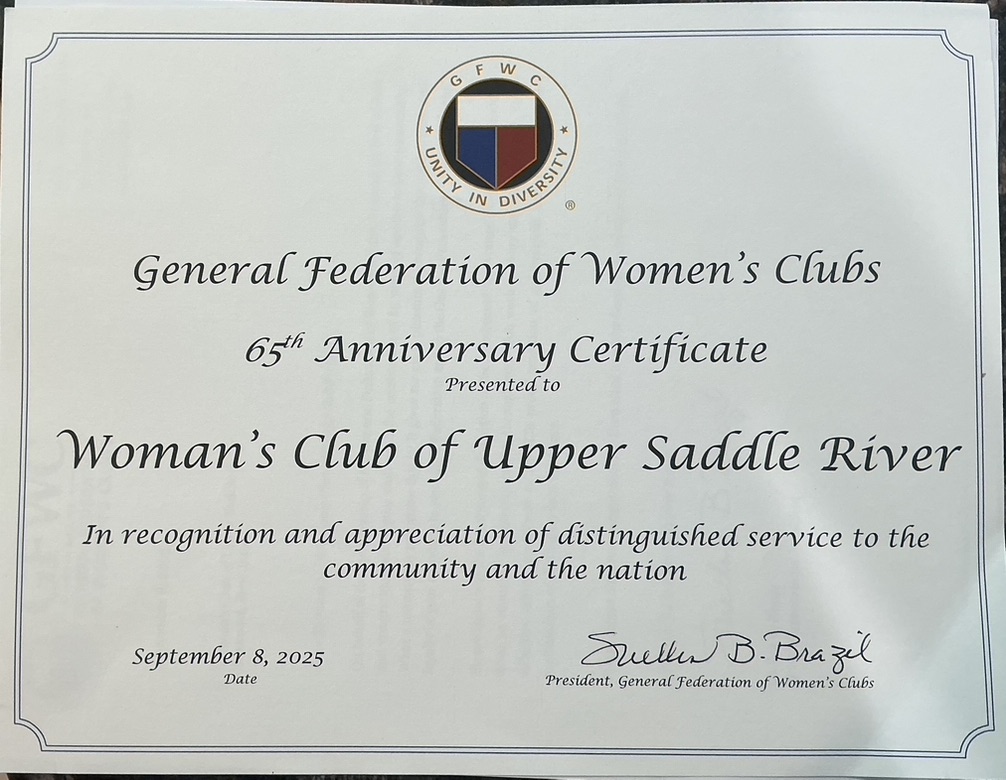 GFWC
UNITY IN DIVERSITY
®
General Federation of Women's Clubs
65th Anniversary Certificate
Presented to
Woman's Club of Upper Saddle River
In recognition and appreciation of distinguished service to the
community and the nation
September 8, 2025
Date
Suellen B. Brazil
President, General Federation of Women's Clubs